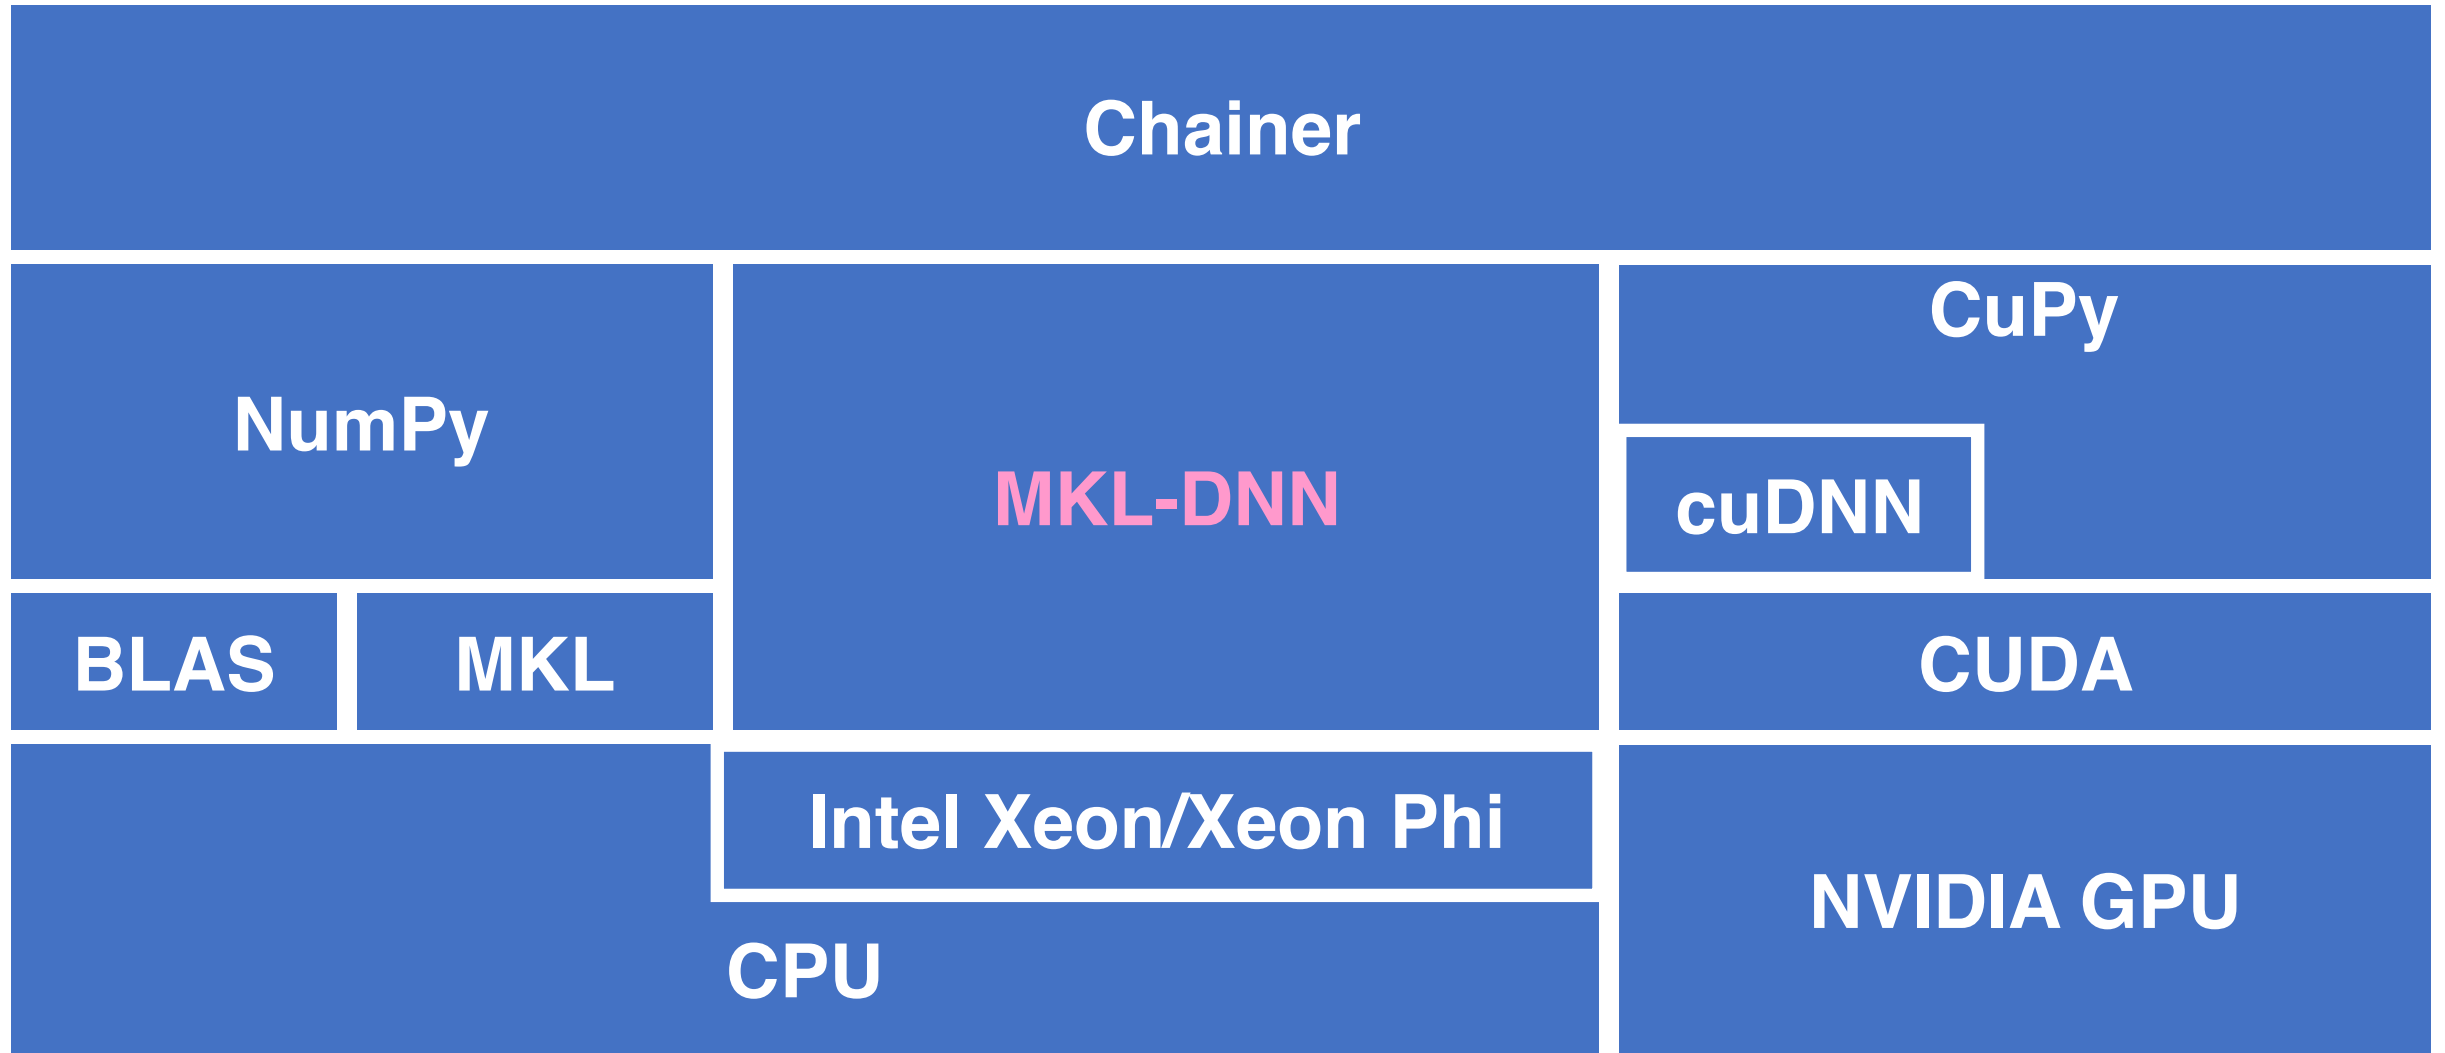 Chainer
NumPy
MKL-DNN
CuPy
cuDNN
BLAS
MKL
CUDA
Intel Xeon/Xeon Phi
NVIDIA GPU
CPU